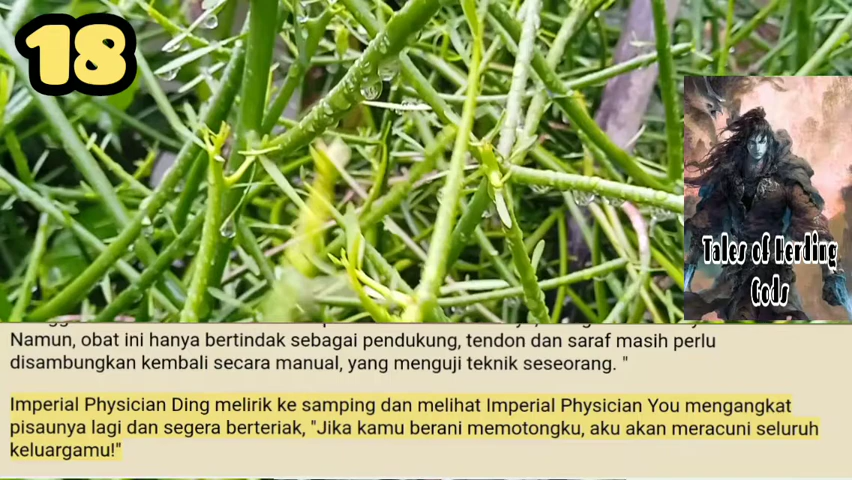 18
Tales of Herding
Gods
Namun, obat ini hanya bertindak sebagai pendukung, tendon dan saraf masih perlu
disambungkan kembali secara manual, yang menguji teknik seseorang. "
Imperial Physician Ding melirik ke samping dan melihat Imperial Physician You mengangkat
pisaunya lagi dan segera berteriak, "Jika kamu berani memotongku, aku akan meracuni seluruh
keluargamu!"